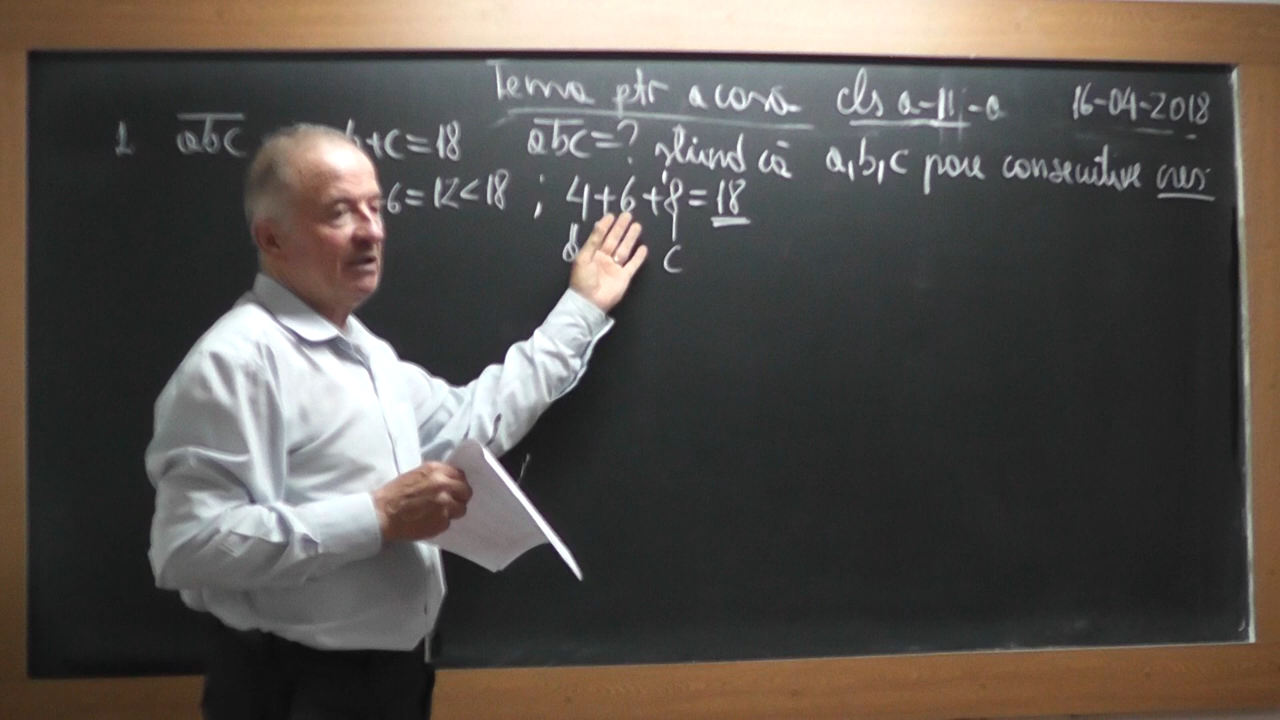 Tema ptr acasă cls a-II-a 16-04-2018
1 abc b+c=18 abc=? știind că a,b,c pare consecutive cres
6=12<18 ; 4+6+8=18
c